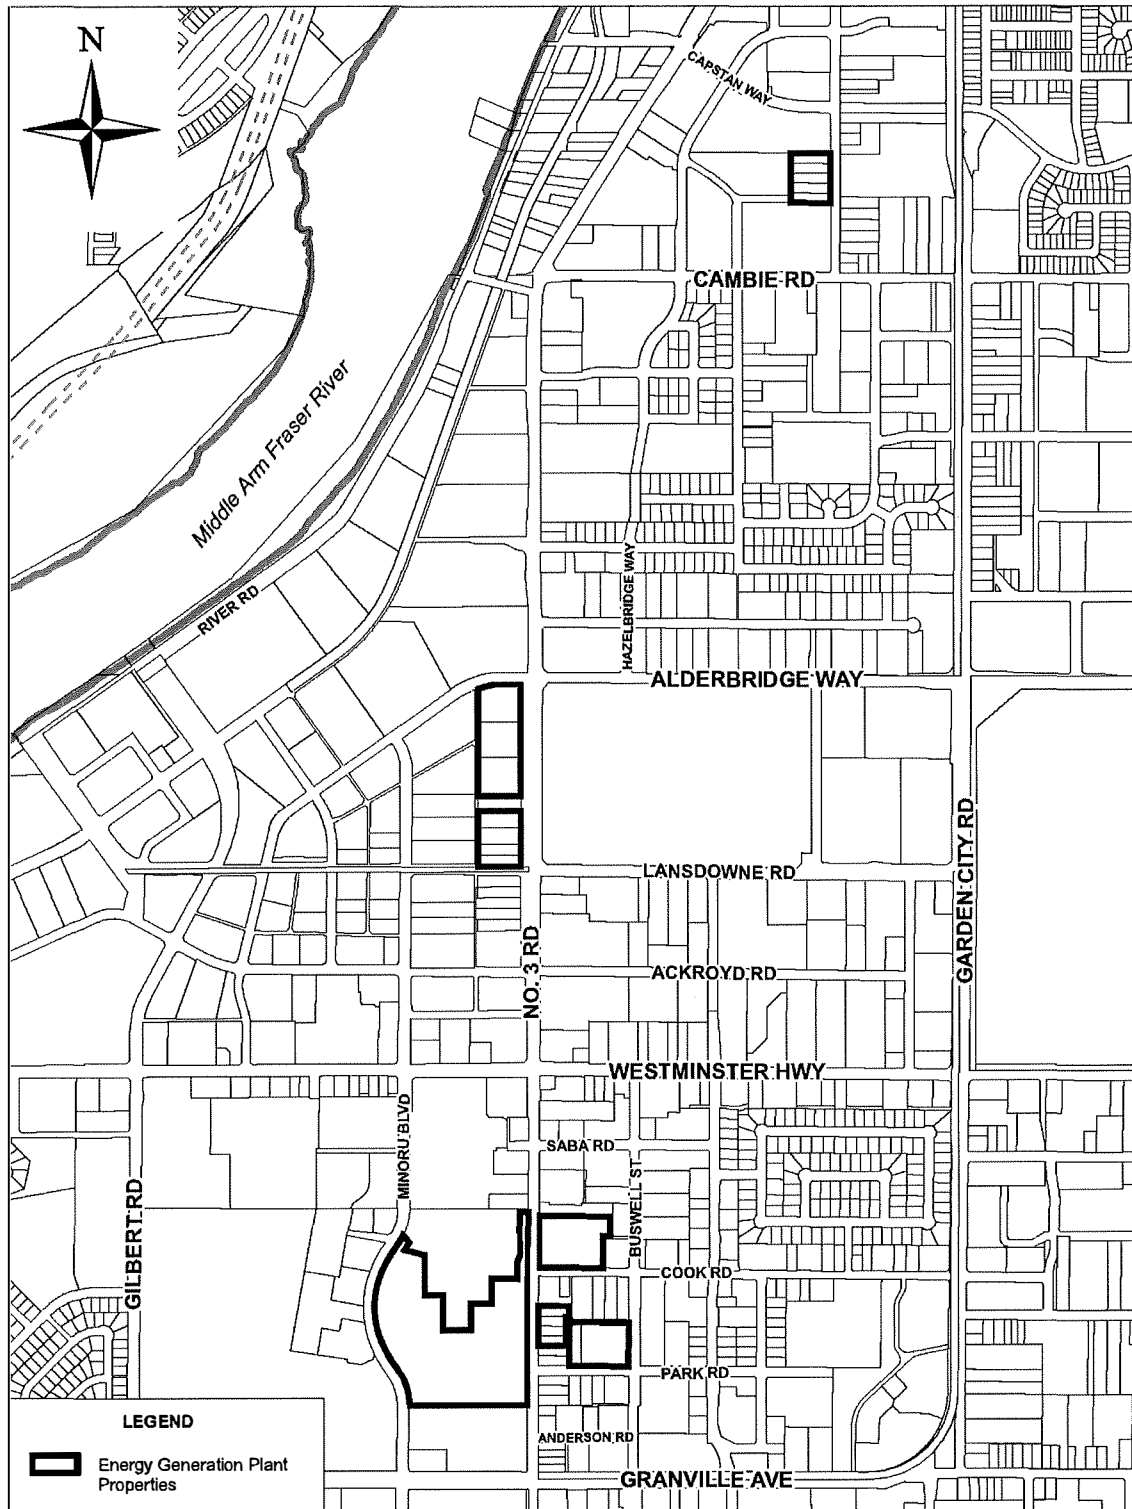 N
CAPSTAN WAY
CAMBIE RD
Middle Arm Fraser River
RIVER RD
HAZELBRIDGE WAY
ALDERBRIDGE WAY
LANSDOWNE RD
GARDEN CITY RD
NO. 3 RD
ACKROYD RD
WESTMINSTER HWY
MINORU BLVD
SABA RD
BUSWELL ST
GILBERT RD
COOK RD
PARK RD
ANDERSON RD
GRANVILLE AVE
LEGEND
Energy Generation Plant
Properties